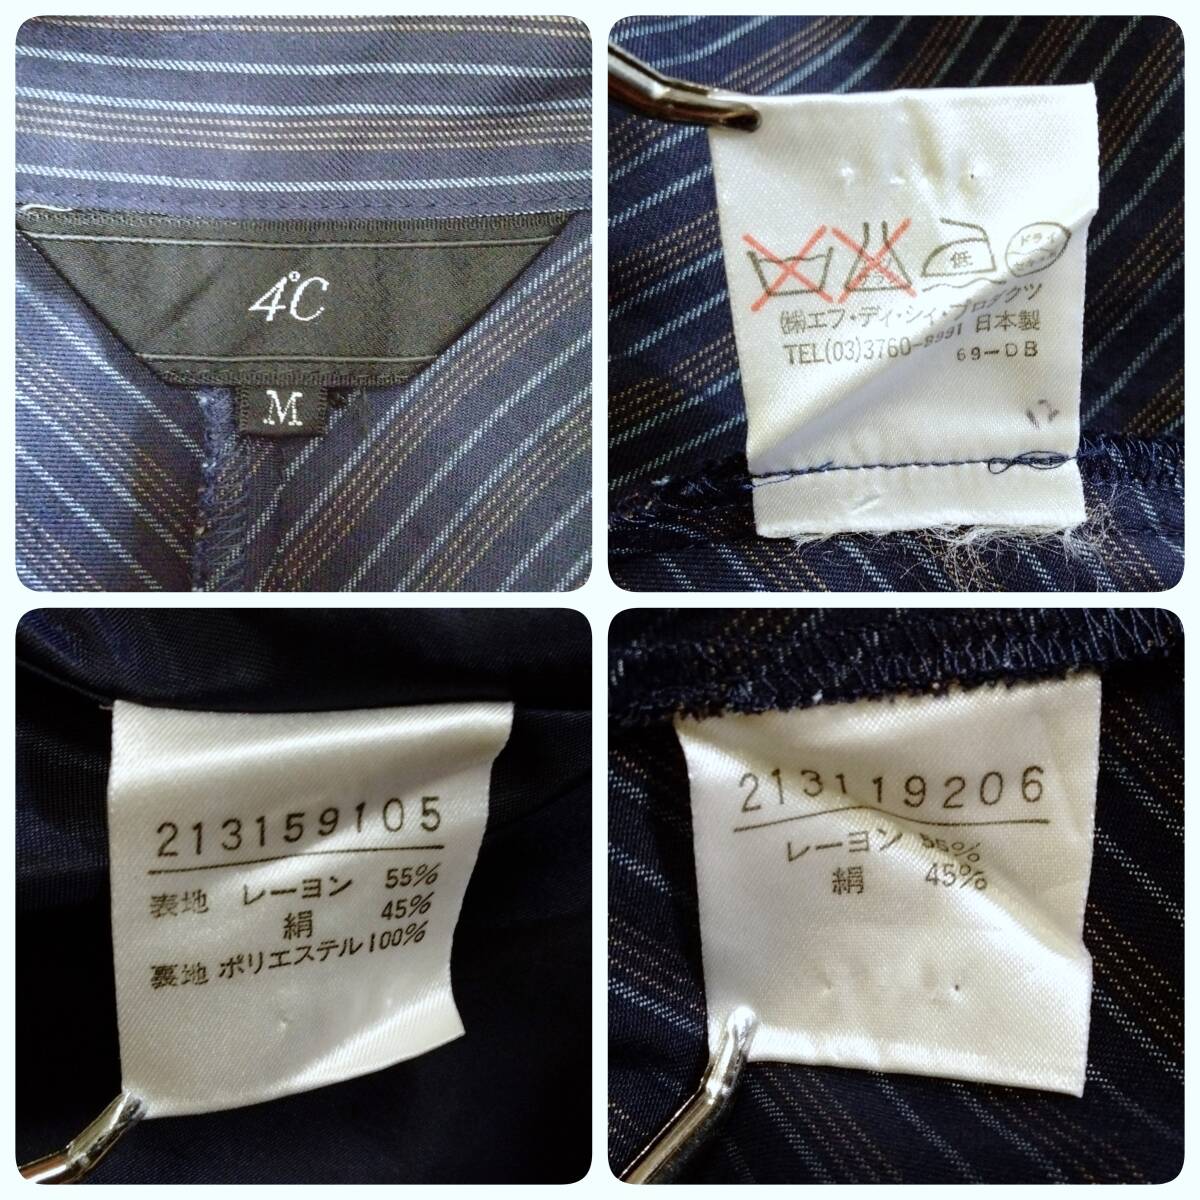 4℃
M
低
ドライ
㈱エフ・ディ・シィ・プロダクツ
TEL(03)3760-8991 日本製
69-DB
12
213159105
表地 レーヨン 55%
絹 45%
裏地 ポリエステル100%
213119206
レーヨン 55%
絹 45%